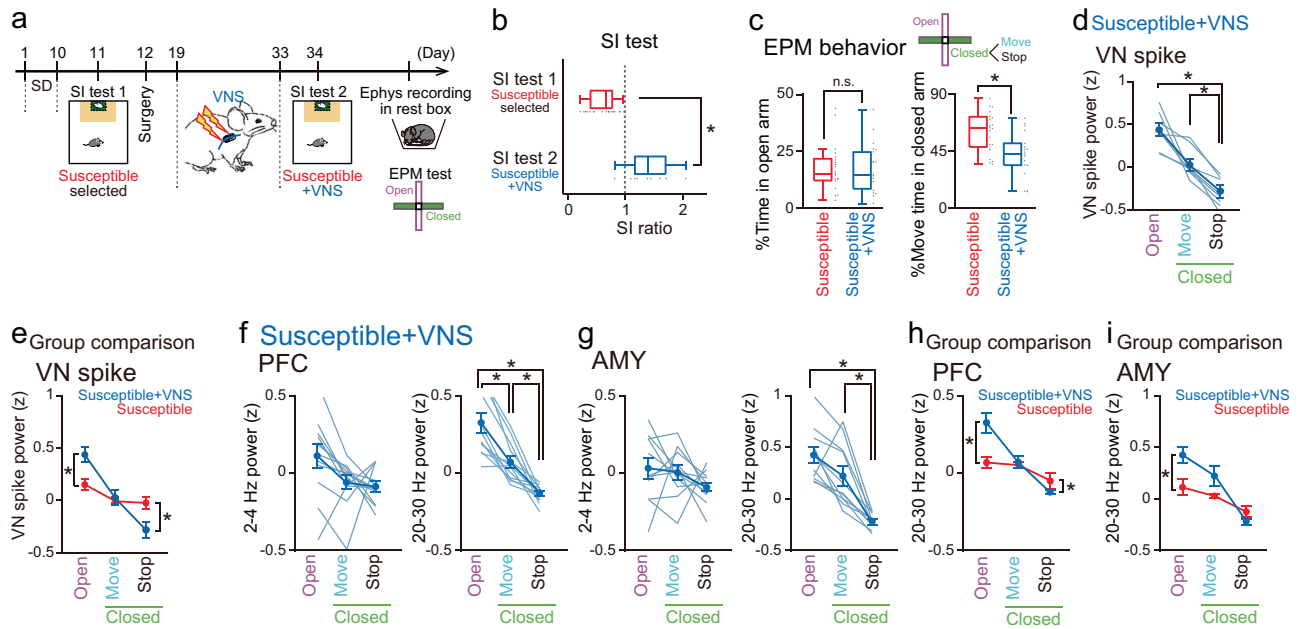 a
1
10
11
12
19
33
34
(Day)
SD
SI test 1
Surgery
VNS
SI test 2
Ephys recording
in rest box
Susceptible
selected
Susceptible
+VNS
EPM test
Open
Closed
b
SI test
SI test 1
Susceptible
selected
SI test 2
Susceptible
+VNS
*
0
1
2
SI ratio
c
EPM behavior
Open
Closed
Move
Stop
%Time in open arm
50
25
0
n.s.
Susceptible
Susceptible
+VNS
%Move time in closed arm
90
45
0
*
Susceptible
Susceptible
+VNS
d
Susceptible+VNS
VN spike
VN spike power (z)
1
0.5
0
-0.5
*
*
Open
Move
Stop
Closed
e
Group comparison
VN spike
Susceptible+VNS
Susceptible
VN spike power (z)
1
0.5
0
-0.5
*
*
Open
Move
Stop
Closed
f
Susceptible+VNS
PFC
2-4 Hz power (z)
0.5
0
-0.5
Open
Move
Stop
Closed
20-30 Hz power (z)
0.5
0
-0.5
*
*
*
Open
Move
Stop
Closed
g
AMY
2-4 Hz power (z)
1
0.5
0
-0.5
Open
Move
Stop
Closed
20-30 Hz power (z)
1
0.5
0
-0.5
*
*
Open
Move
Stop
Closed
h
Group comparison
PFC
Susceptible+VNS
Susceptible
20-30 Hz power (z)
0.5
0
-0.5
*
*
Open
Move
Stop
Closed
i
Group comparison
AMY
Susceptible+VNS
Susceptible
20-30 Hz power (z)
1
0.5
0
-0.5
*
Open
Move
Stop
Closed